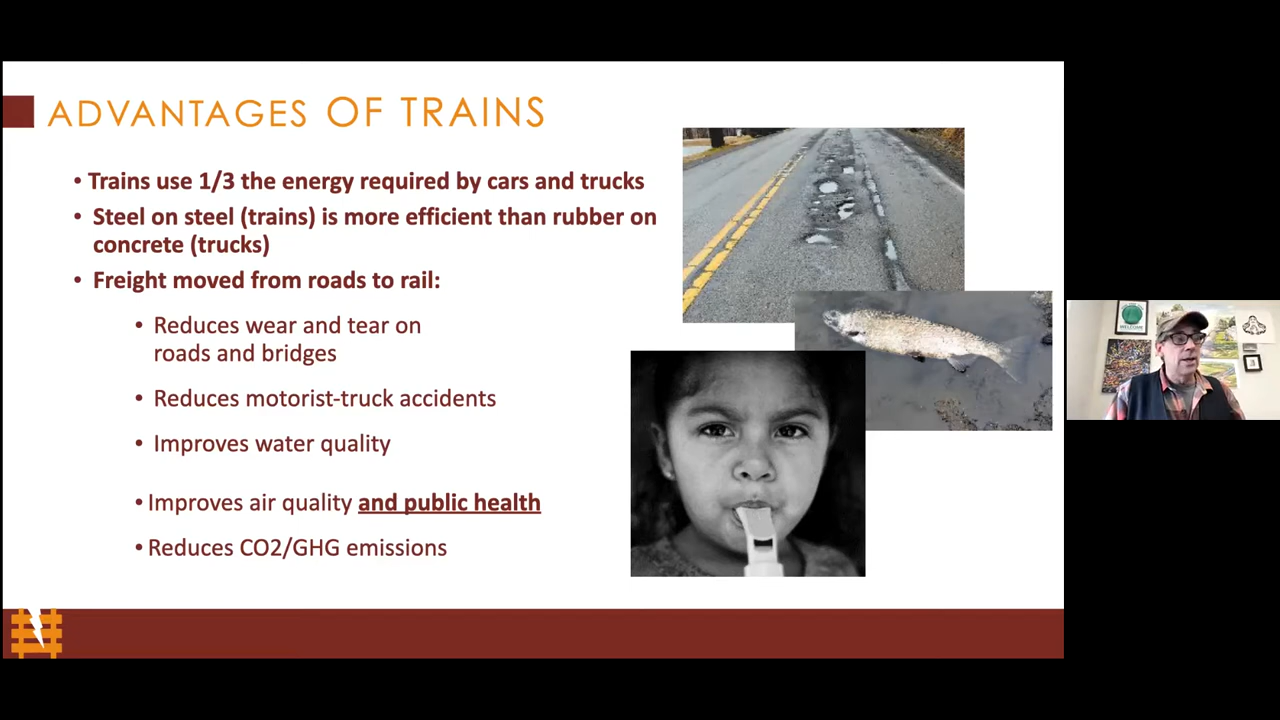 ADVANTAGES OF TRAINS
• Trains use 1/3 the energy required by cars and trucks
• Steel on steel (trains) is more efficient than rubber on
concrete (trucks)
• Freight moved from roads to rail:
• Reduces wear and tear on
roads and bridges
• Reduces motorist-truck accidents
• Improves water quality
• Improves air quality and public health
• Reduces CO2/GHG emissions
WELCOME